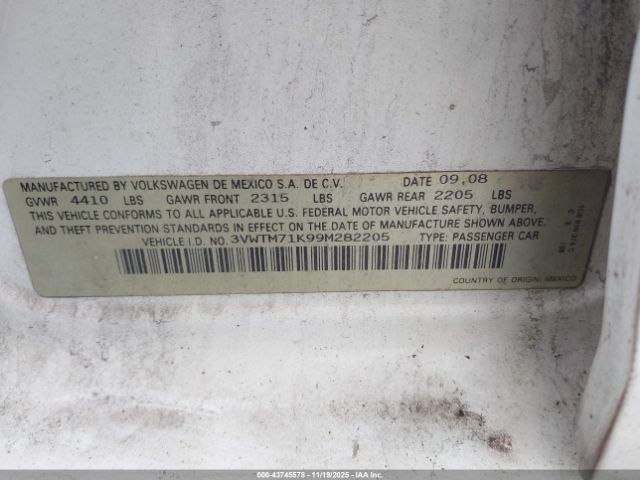 MANUFACTURED BY VOLKSWAGEN DE MEXICO S.A. DE C.V. DATE 09.08
GVWR 4410 LBS GAWR FRONT 2315 LBS GAWR REAR 2205 LBS
THIS VEHICLE CONFORMS TO ALL APPLICABLE U.S. FEDERAL MOTOR VEHICLE SAFETY, BUMPER,
AND THEFT PREVENTION STANDARDS IN EFFECT ON THE DATE OF MANUFACTURE SHOWN ABOVE.
VEHICLE I.D. NO. 3VWTM71K99M282205 TYPE: PASSENGER CAR
COUNTRY OF ORIGIN: MEXICO
000-43745578 - 11/19/2025 - IAAI.CA